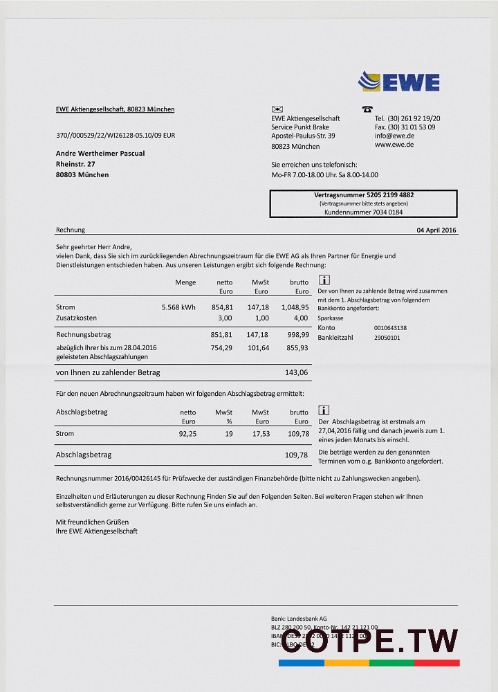 EWE
EWE Aktiengesellschaft, 80823 München
370//000529/22/WI26128-05.10/09 EUR
Andre Wertheimer Pascual
Rheinstr. 27
80803 München
EWE Aktiengesellschaft
Service Punkt Brake
Apostel-Paulus-Str. 39
80823 München
Tel. (30) 261 92 19/20
Fax. (30) 31 01 53 09
info@ewe.de
www.ewe.de
Sie erreichen uns telefonisch:
Mo-FR 7.00-18.00 Uhr. Sa 8.00-14.00
Vertragsnummer 5205 2199 4882
(Vertragsnummer bitte stets angeben)
Kundennummer 7034 0184
Rechnung 04 April 2016
Sehr geehrter Herr Andre,
vielen Dank, dass Sie sich im zurückliegenden Abrechnungszeitraum für die EWE AG als Ihren Partner für Energie und
Dienstleistungen entschieden haben. Aus unseren Leistungen ergibt sich folgende Rechnung:
Menge netto MwSt brutto
Euro Euro Euro
Strom 5.568 kWh 854,81 147,18 1,048,95
Zusatzkosten 3,00 1,00 4,00
Rechnungsbetrag 851,81 147,18 998,99
abzüglich Ihrer bis zum 28.04.2016 754,29 101,64 855,93
geleisteten Abschlagszahlungen
von Ihnen zu zahlender Betrag 143,06
i
Der von Ihnen zu zahlende Betrag wird zusammen
mit dem 1. Abschlagsbetrag von folgendem
Bankkonto angefordert:
Sparkasse
Konto 0010643138
Bankleitzahl 29050101
Für den neuen Abrechnungszeitraum haben wir folgenden Abschlagsbetrag ermittelt:
Abschlagsbetrag netto MwSt MwSt brutto
Euro % Euro Euro
Strom 92,25 19 17,53 109,78
Abschlagsbetrag 109,78
i
Der Abschlagsbetrag ist erstmals am
27,04,2016 fällig und danach jeweils zum 1.
eines jeden Monats bis einschl.
Die beträge werden zu den genannten
Terminen vom o.g. Bankkonto angefordert.
Rechnungsnummer 2016/00426145 für Prüfzwecke der zuständigen Finanzbehörde (bitte nicht zu Zahlungswecken angeben).
Einzelheiten und Erläuterungen zu dieser Rechnung Finden Sie auf den Folgenden Seiten. Bei weiteren Fragen stehen wir Ihnen
selbstverständlich gerne zur Verfügung. Bitte rufen Sie uns einfach an.
Mit freundlichen Grüßen
Ihre EWE Aktiengesellschaft
Bank: Landesbank AG
BLZ 280 200 50, Konto-Nr. 142 21 121 00
COTPE.TW